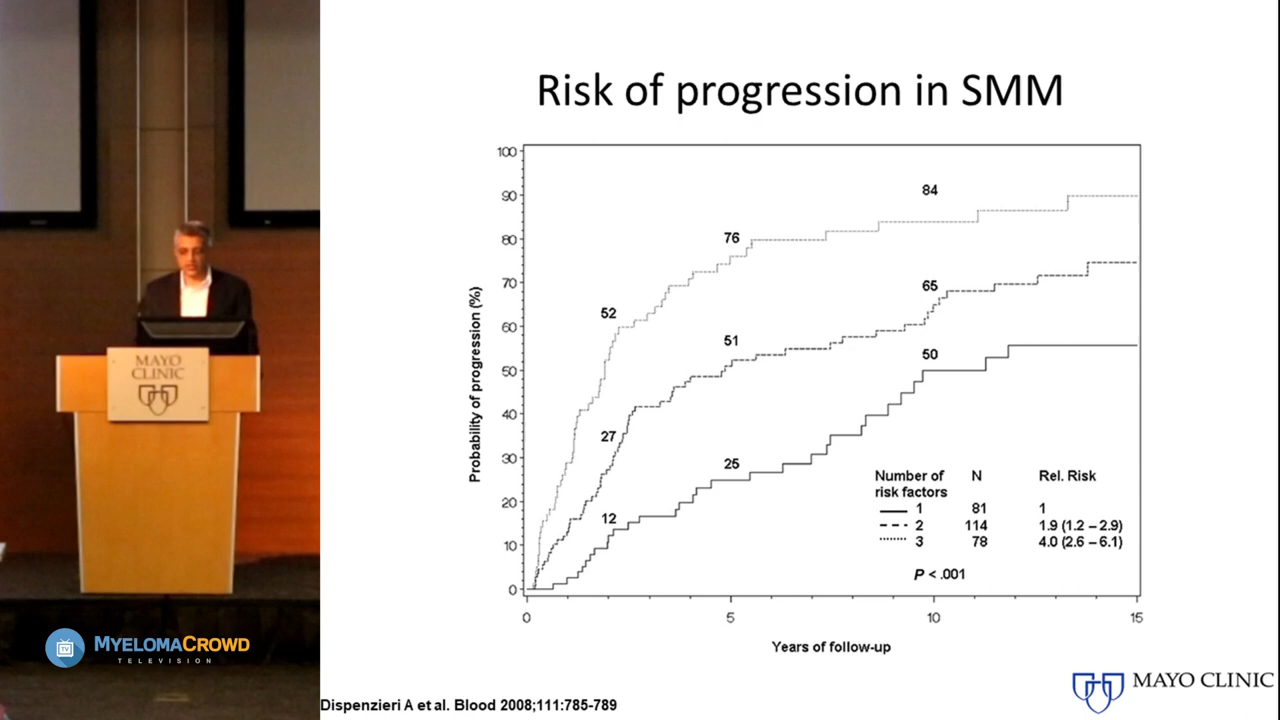 Risk of progression in SMM
100
90
80
70
60
50
40
30
20
10
0
Probability of progression (%)
84
76
65
52
51
50
27
25
12
Number of risk factors N Rel. Risk
1 81 1
2 114 1.9 (1.2 – 2.9)
3 78 4.0 (2.6 – 6.1)
P < .001
0 5 10 15
Years of follow-up
MAYO
CLINIC
MYELOMACROWD
TV
TELEVISION
MAYO CLINIC
Dispenzieri A et al. Blood 2008;111:785-789